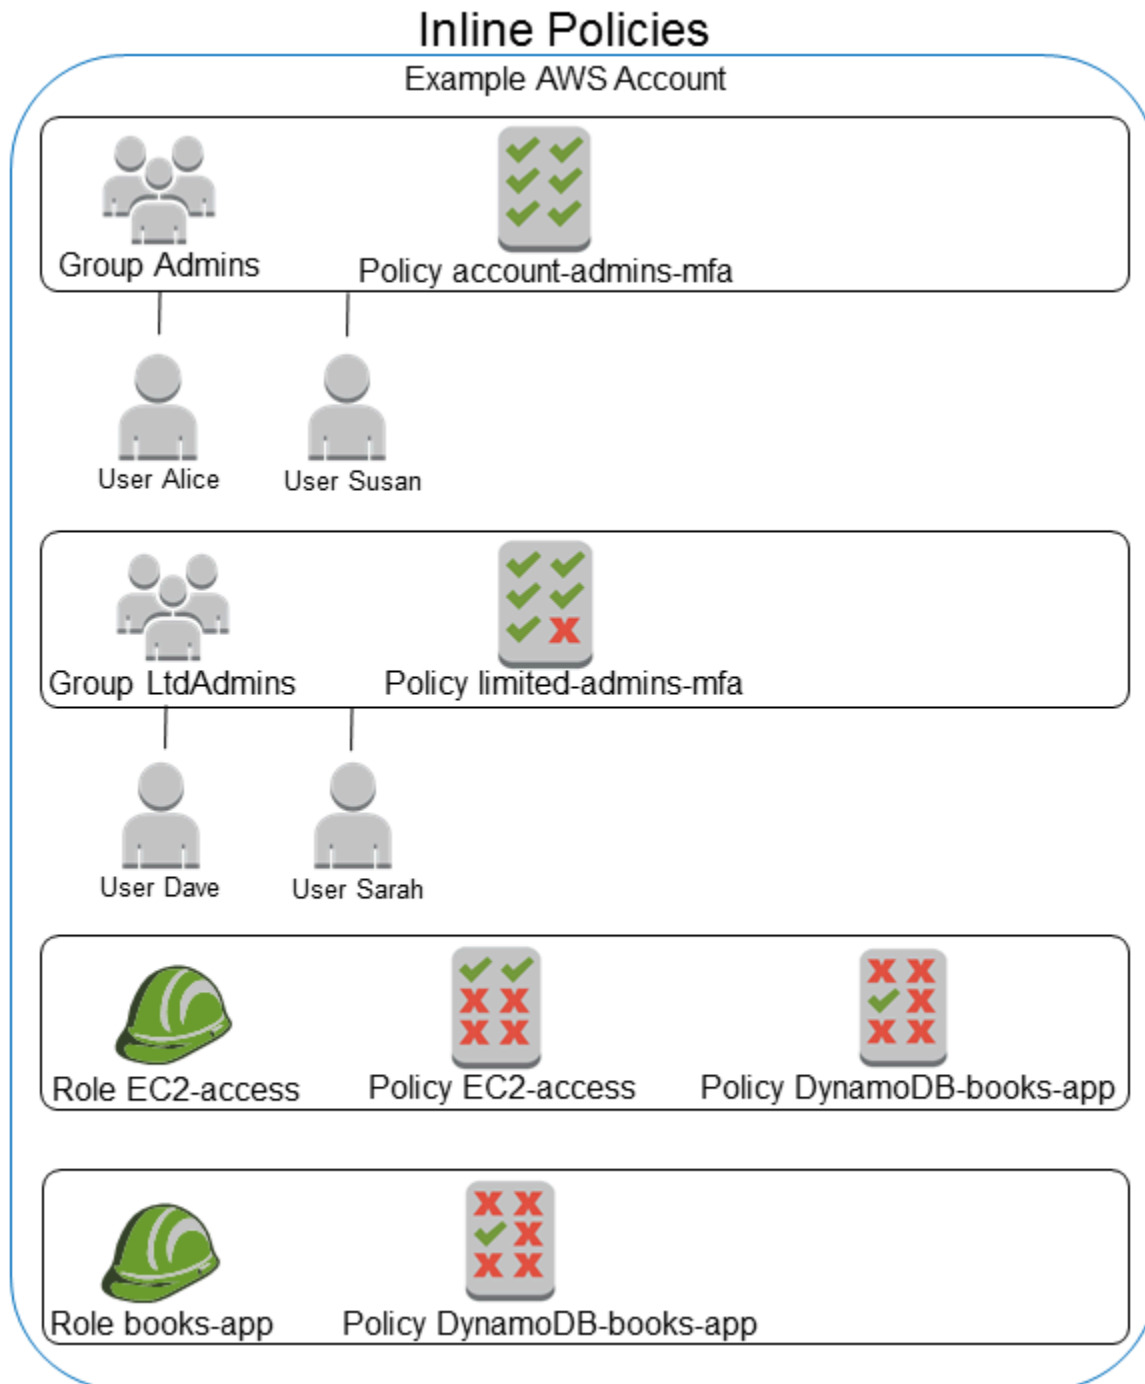 Inline Policies
Example AWS Account
Group Admins
Policy account-admins-mfa
User Alice
User Susan
Group LtdAdmins
Policy limited-admins-mfa
User Dave
User Sarah
Role EC2-access
Policy EC2-access
Policy DynamoDB-books-app
Role books-app
Policy DynamoDB-books-app